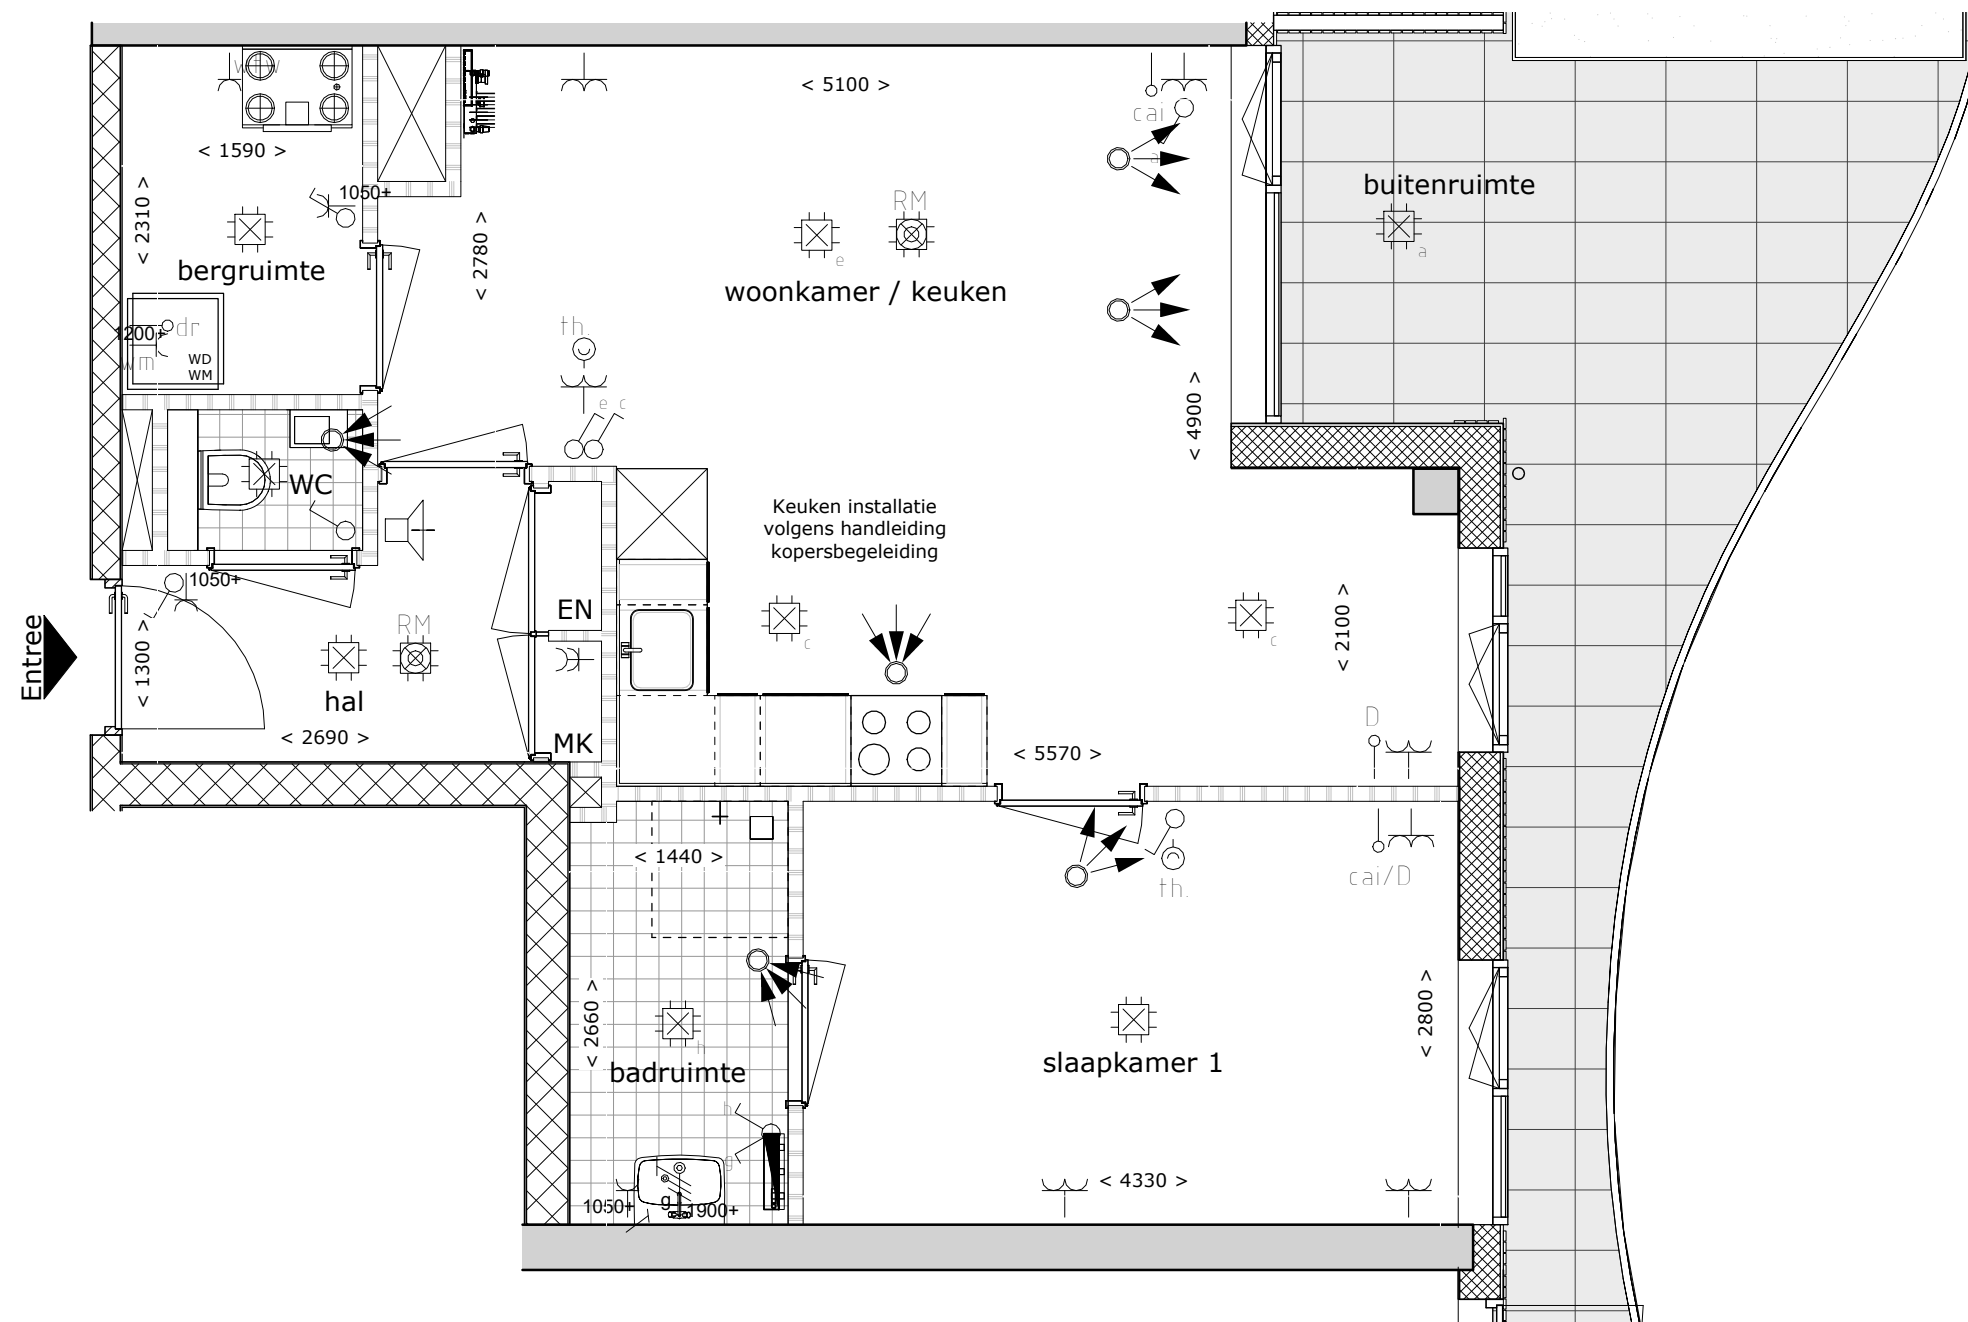 wtw
< 5100 >
cai
< 1590 >
a
1050+
buitenruimte
< 2310 >
RM
< 2780 >
e
a
bergruimte
woonkamer / keuken
1200+
dr
th.
wm
WD
WM
< 4900 >
e c
WC
Keuken installatie
volgens handleiding
kopersbegeleiding
1050+
EN
< 2100 >
RM
c
c
Entree
< 1300 >
hal
D
< 2690 >
MK
< 5570 >
< 1440 >
cai/D
th.
< 2660 >
< 2800 >
h
badruimte
slaapkamer 1
h
g
< 4330 >
1050+
g
1900+